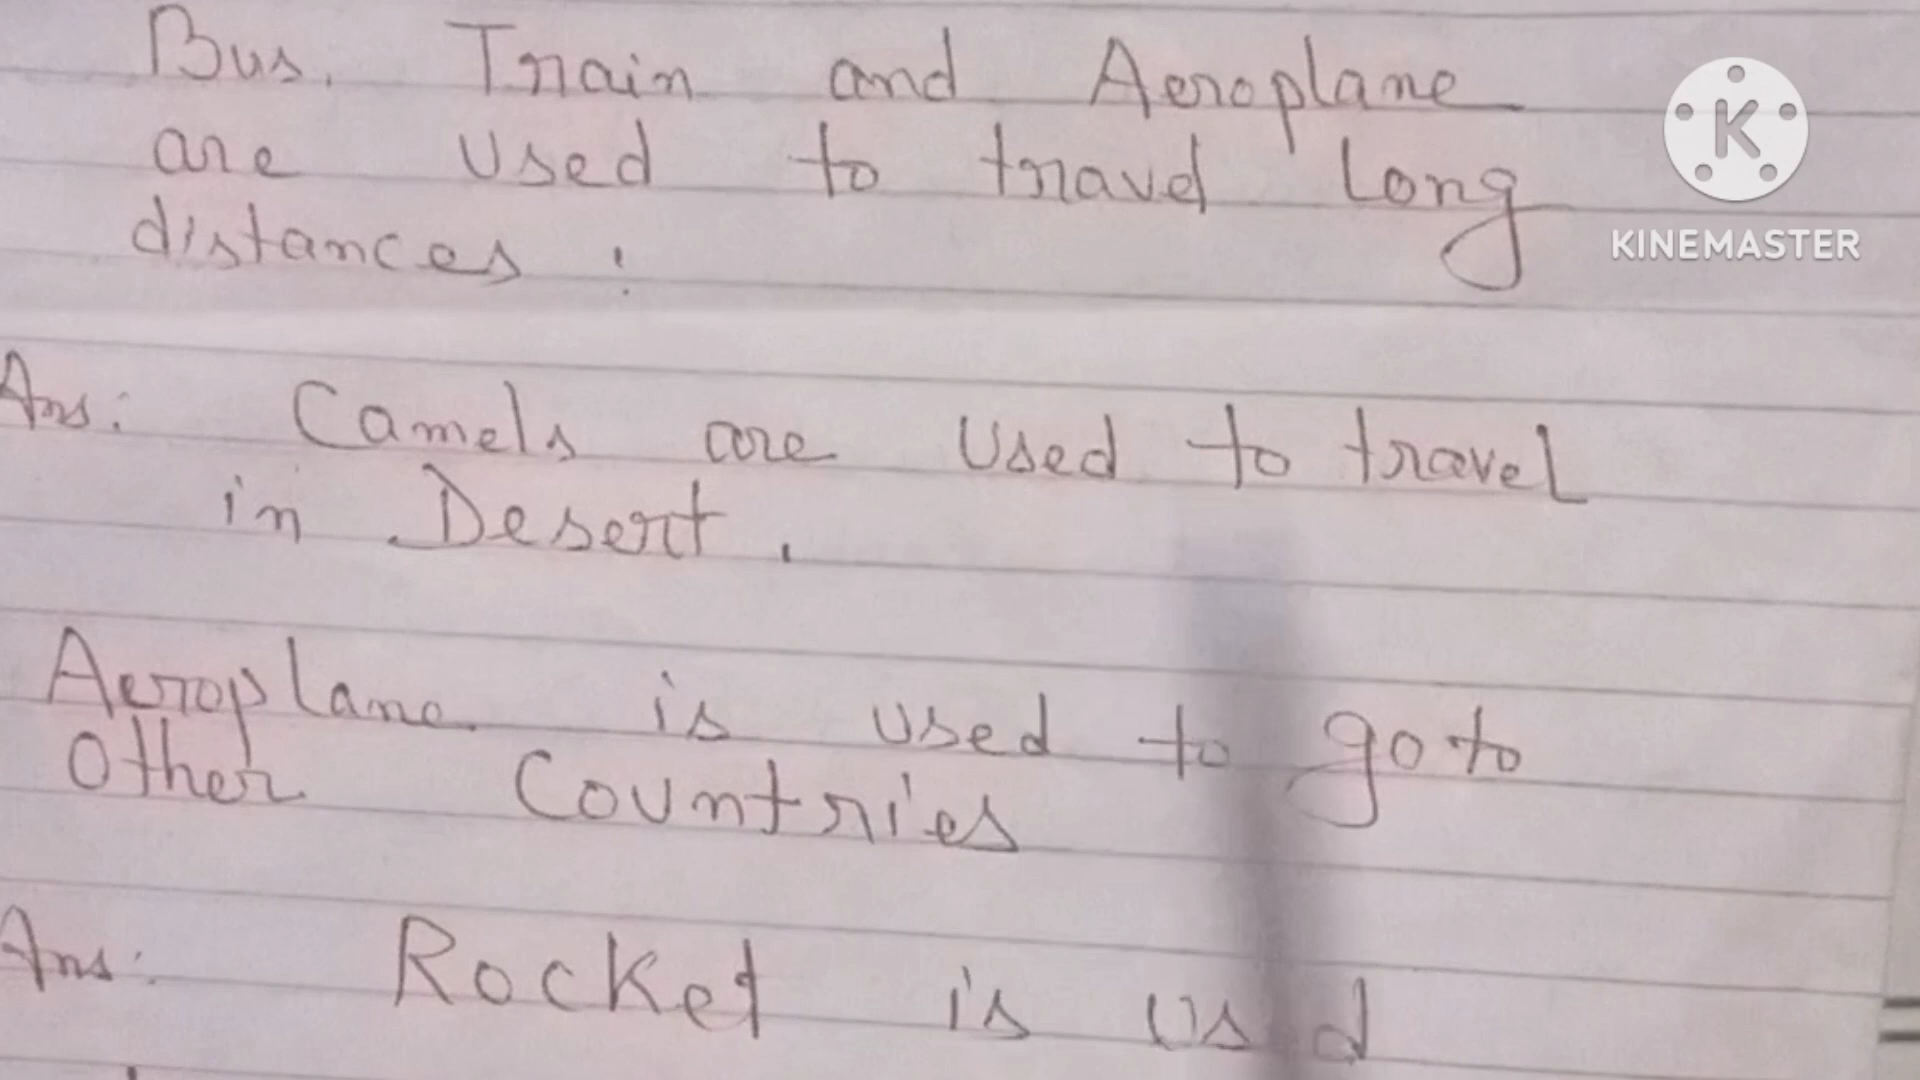 Bus, Train and Aeroplane
are used to travel long
distances.
Ans: Camels are used to travel
in Desert.
Aeroplane is used to go to
other Countries
Ans: Rocket is used
K
KINEMASTER